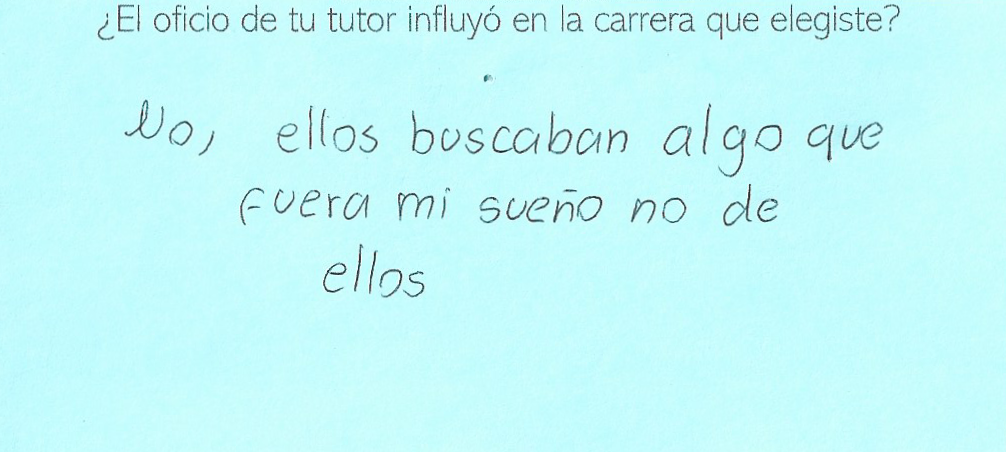 ¿El oficio de tu tutor influyó en la carrera que elegiste?
No, ellos buscaban algo que
fuera mi sueño no de
ellos